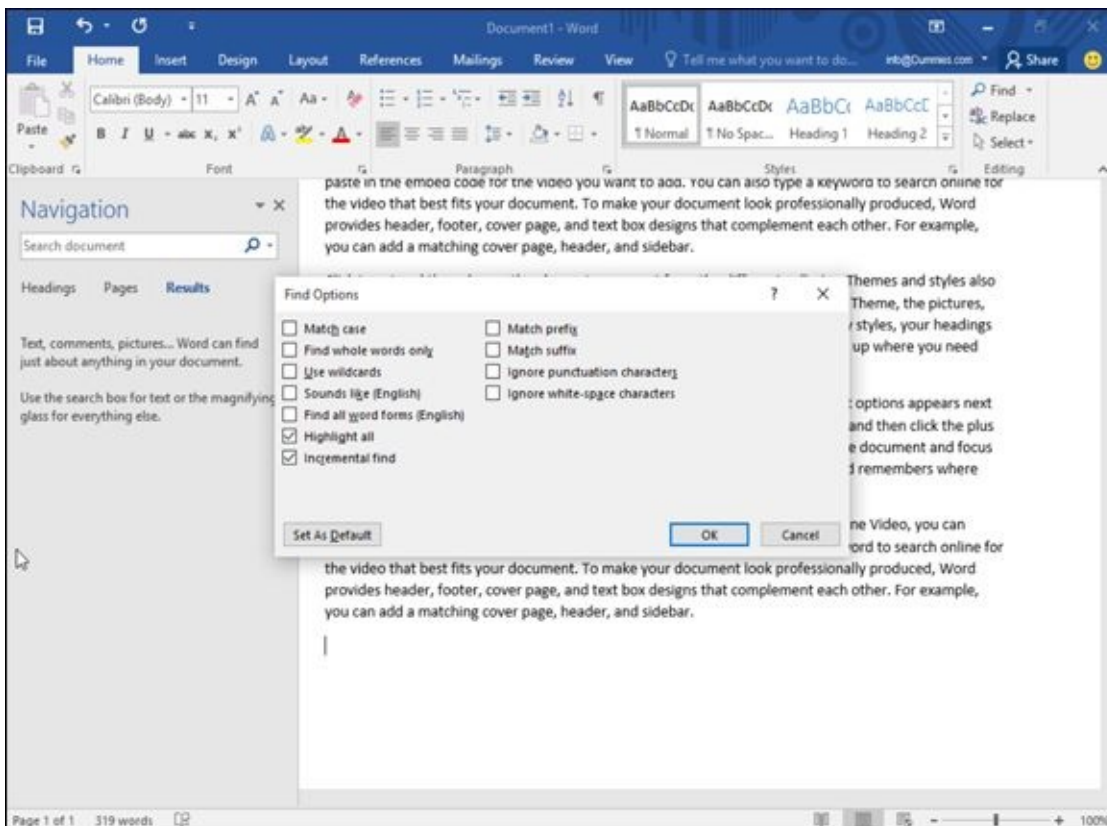 Document1 - Word
File Home Insert Design Layout References Mailings Review View Tell me what you want to do... info@Dummies.com Share
Calibri (Body) 11 A A Aa
AaBbCcDc AaBbCcDc AaBbCc AaBbCcE
Find
Replace
Paste
B I U abc x, x² A A
¶ Normal ¶ No Spac... Heading 1 Heading 2
Select
Clipboard Font Paragraph Styles Editing
Navigation
Search document
Headings Pages Results
Text, comments, pictures... Word can find
just about anything in your document.
Use the search box for text or the magnifying
glass for everything else.
paste in the embed code for the video you want to add. You can also type a keyword to search online for
the video that best fits your document. To make your document look professionally produced, Word
provides header, footer, cover page, and text box designs that complement each other. For example,
you can add a matching cover page, header, and sidebar.
Themes and styles also
Theme, the pictures,
styles, your headings
up where you need
options appears next
and then click the plus
document and focus
remembers where
Find Options ?
Match case
Find whole words only
Use wildcards
Sounds like (English)
Find all word forms (English)
Highlight all
Incremental find
Match prefix
Match suffix
Ignore punctuation characters
Ignore white-space characters
Set As Default OK Cancel
ne Video, you can
ord to search online for
the video that best fits your document. To make your document look professionally produced, Word
provides header, footer, cover page, and text box designs that complement each other. For example,
you can add a matching cover page, header, and sidebar.
Page 1 of 1 319 words 100%